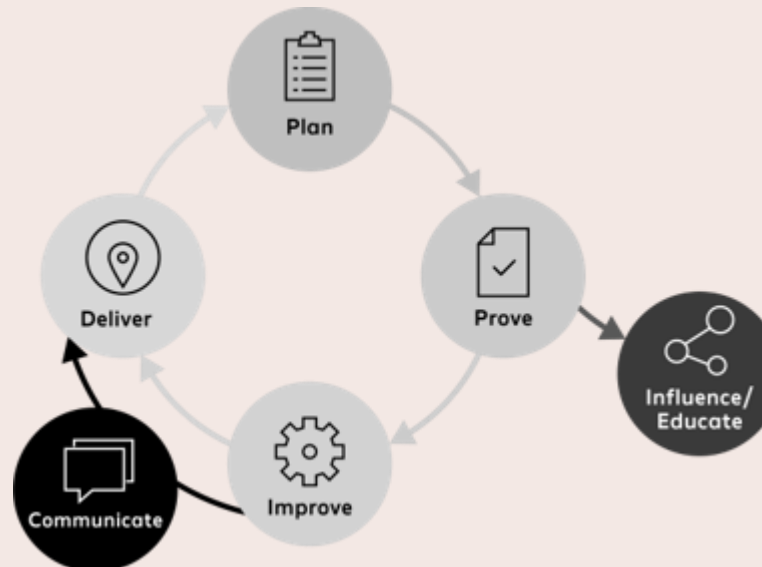 Plan
Prove
Deliver
Influence/
Educate
Improve
Communicate